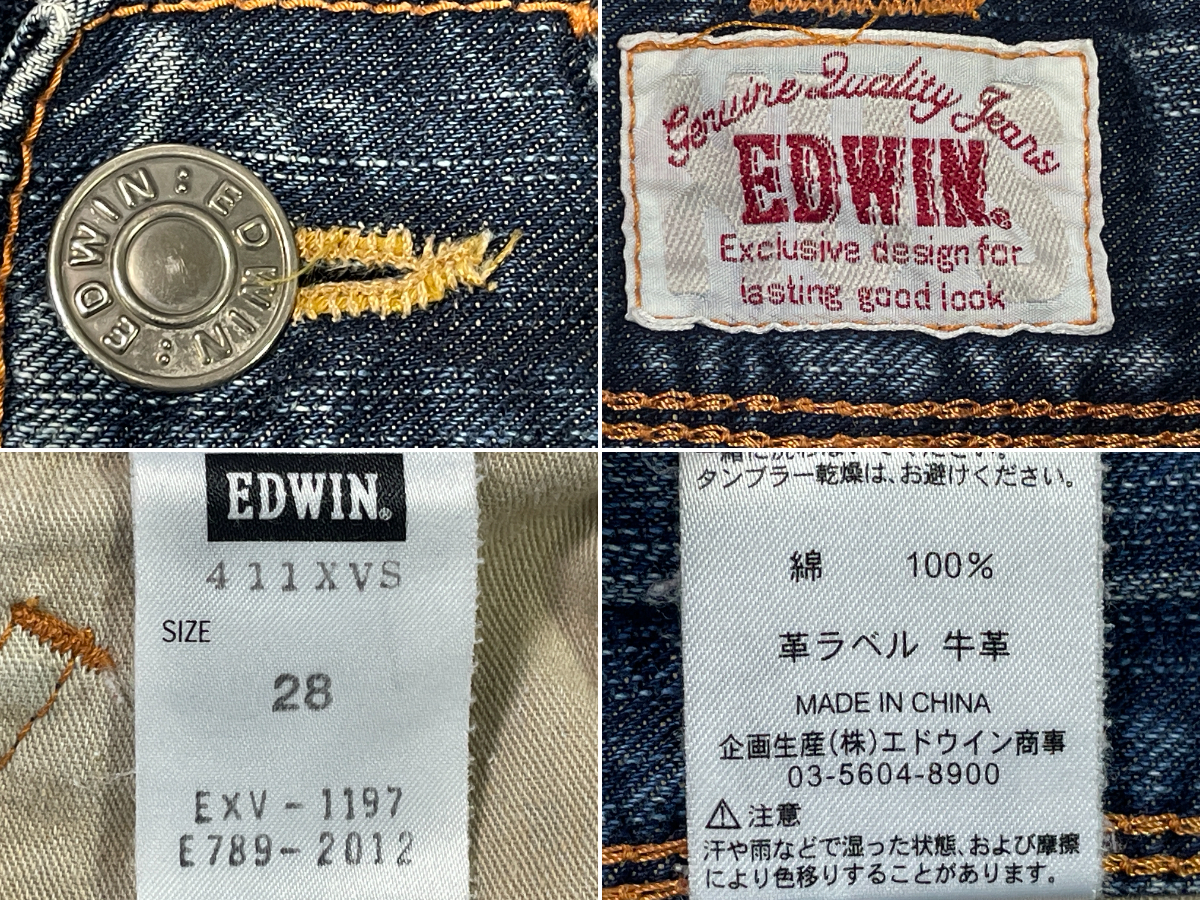 EDWIN : EDWIN : EDWIN :
Genuine Quality Jeans
EDWIN®
Exclusive design for
lasting good look
EDWIN®
411XVS
SIZE
28
EXV-1197
E789-2012
タンブラー乾燥は、お避けください。
綿 100%
革ラベル 牛革
MADE IN CHINA
企画生産(株)エドウイン商事
03-5604-8900
⚠注意
汗や雨などで湿った状態、および摩擦
により色移りすることがあります。